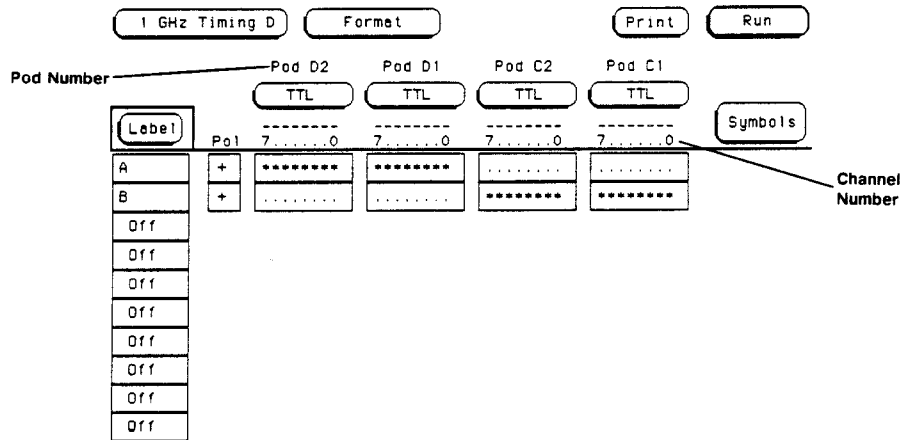 1 GHz Timing D Format Print Run
Pod Number
Pod D2 Pod D1 Pod C2 Pod C1
TTL TTL TTL TTL
Label Pol Symbols
-------- -------- -------- --------
7......0 7......0 7......0 7......0
Channel Number
A + ******** ******** ........ ........
B + ........ ........ ******** ********
Off
Off
Off
Off
Off
Off
Off
Off